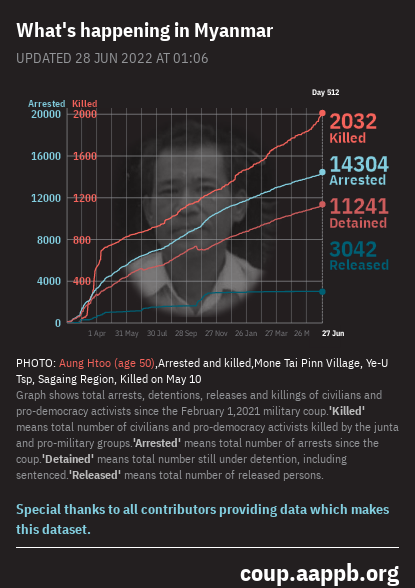 What's happening in Myanmar
UPDATED 28 JUN 2022 AT 01:06
Day 512
Arrested Killed
20000 2000
16000 1600
12000 1200
8000 800
4000 400
0
2032
Killed
14304
Arrested
11241
Detained
3042
Released
1 Apr 31 May 30 Jul 28 Sep 27 Nov 26 Jan 27 Mar 26 M 27 Jun
PHOTO: Aung Htoo (age 50),Arrested and killed,Mone Tai Pinn Village, Ye-U
Tsp, Sagaing Region, Killed on May 10
Graph shows total arrests, detentions, releases and killings of civilians and
pro-democracy activists since the February 1,2021 military coup.'Killed'
means total number of civilians and pro-democracy activists killed by the junta
and pro-military groups.'Arrested' means total number of arrests since the
coup.'Detained' means total number still under detention, including
sentenced.'Released' means total number of released persons.
Special thanks to all contributors providing data which makes
this dataset.
coup.aappb.org